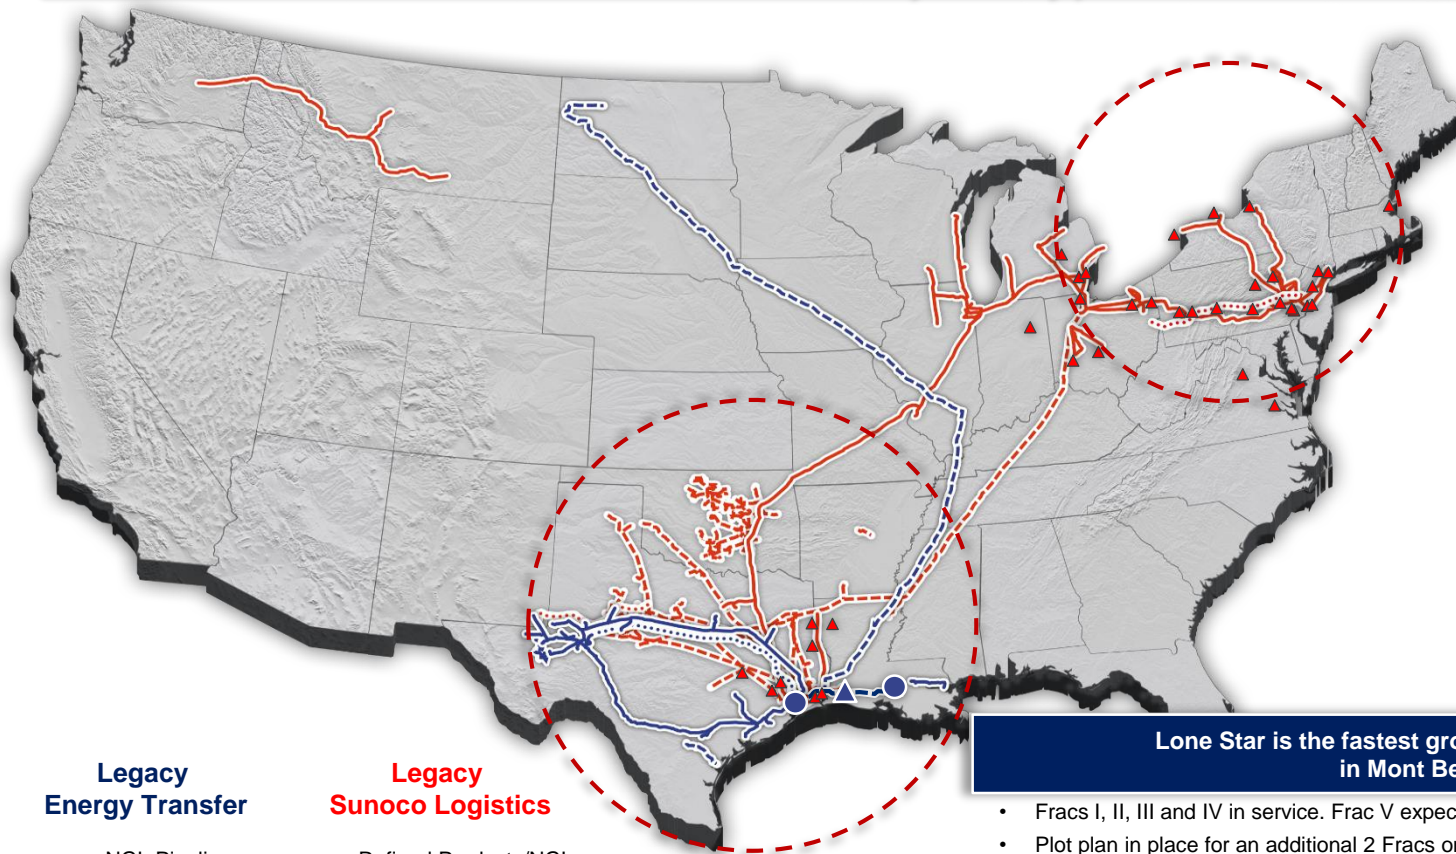 Legacy
Energy Transfer
Legacy
Sunoco Logistics
Lone Star is the fastest gro
in Mont Be
• Fracs I, II, III and IV in service. Frac V expec
• Plot plan in place for an additional 2 Fracs o